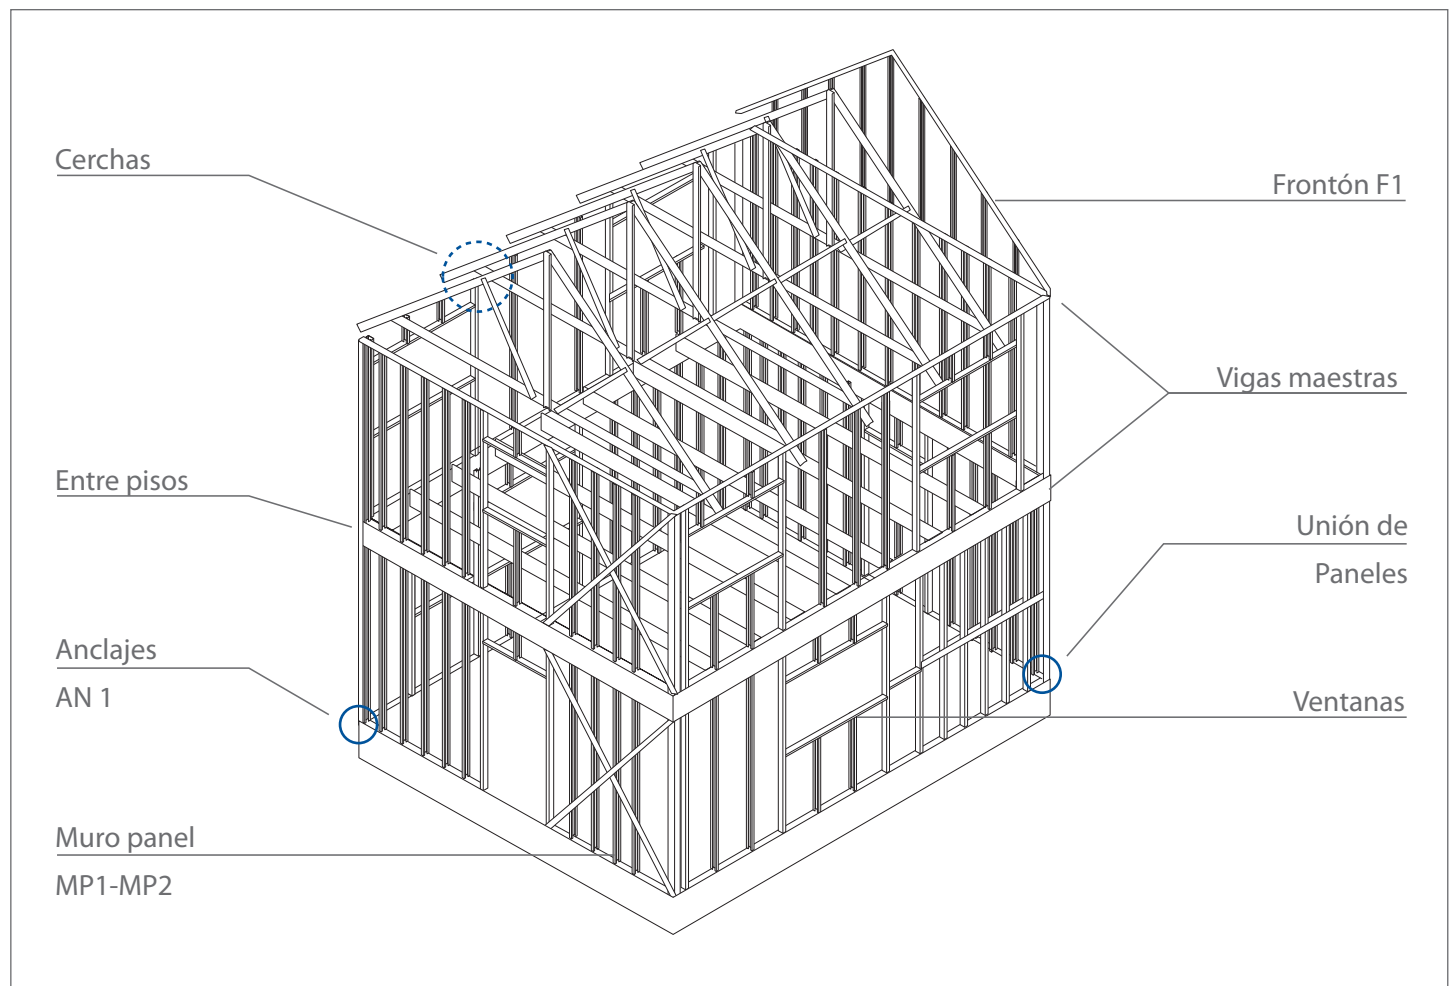 Cerchas
Frontón F1
Vigas maestras
Entre pisos
Unión de
Paneles
Anclajes
AN 1
Ventanas
Muro panel
MP1-MP2